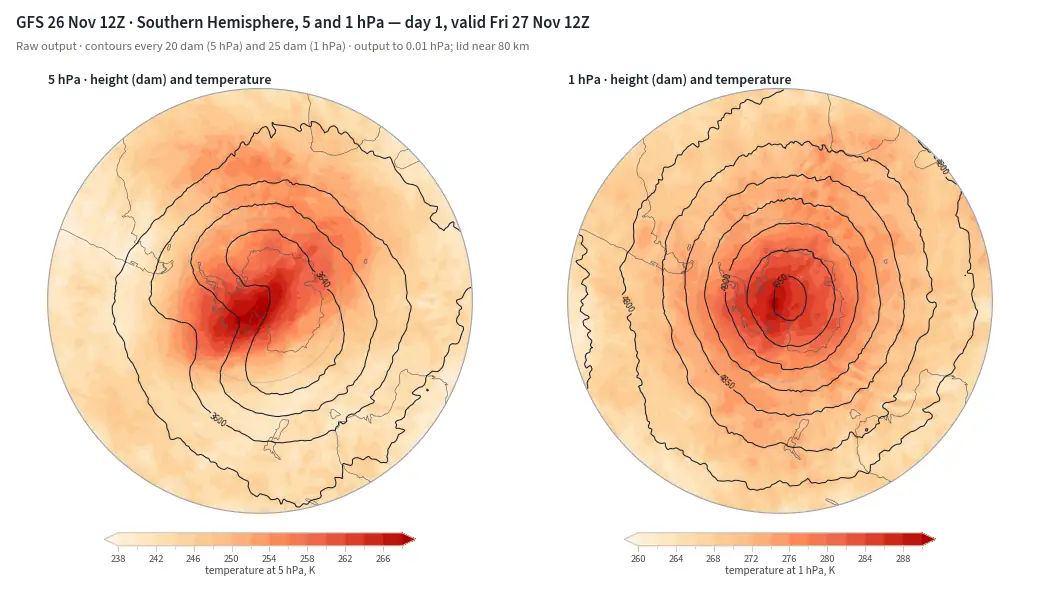 GFS 26 Nov 12Z · Southern Hemisphere, 5 and 1 hPa — day 1, valid Fri 27 Nov 12Z
Raw output · contours every 20 dam (5 hPa) and 25 dam (1 hPa) · output to 0.01 hPa; lid near 80 km
5 hPa · height (dam) and temperature
1 hPa · height (dam) and temperature
4800
3640
4800
4850
3600
238 242 246 250 254 258 262 266
260 264 268 272 276 280 284 288
temperature at 5 hPa, K
temperature at 1 hPa, K